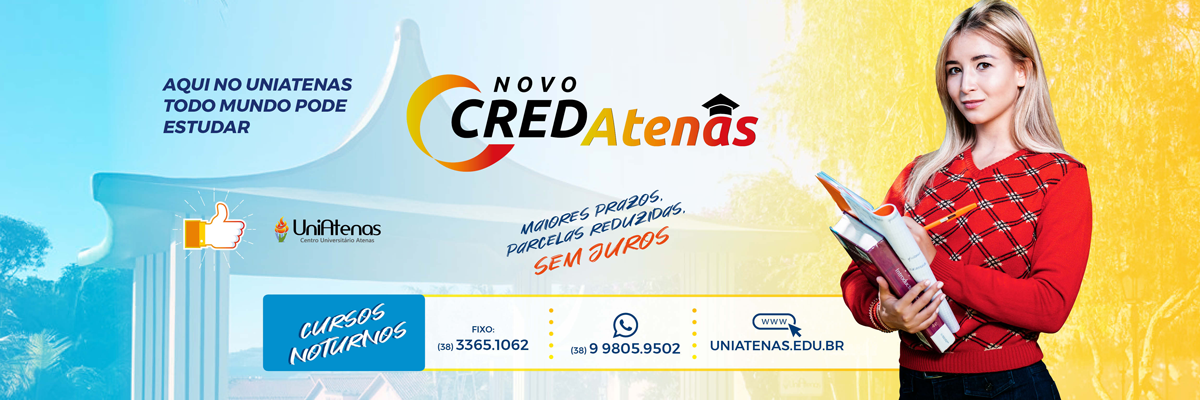 AQUI NO UNIATENAS
TODO MUNDO PODE
ESTUDAR
NOVO
CREDAtenas
UniAtenas
Centro Universitário Atenas
MAIORES PRAZOS.
PARCELAS REDUZIDAS.
SEM JUROS
CURSOS
NOTURNOS
FIXO:
(38) 3365.1062
(38) 9 9805.9502
WWW
UNIATENAS.EDU.BR